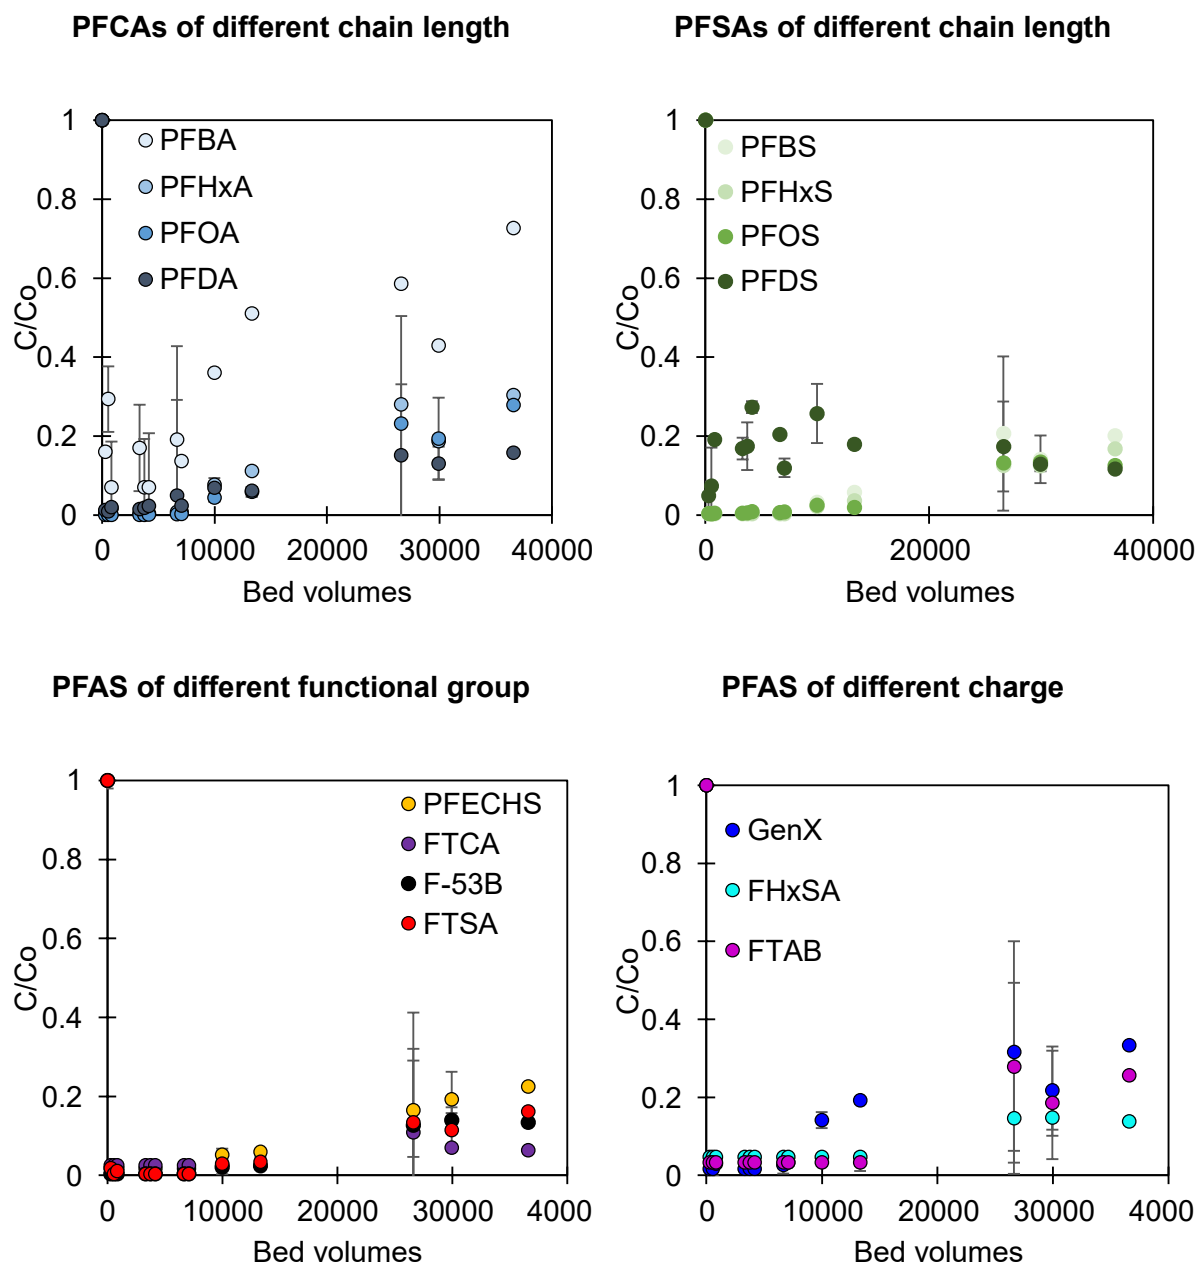 PFCAs of different chain length
1
0.8
0.6
0.4
0.2
0
C/Co
PFBA
PFHxA
PFOA
PFDA
0 10000 20000 30000 40000
Bed volumes
PFSAs of different chain length
1
0.8
0.6
0.4
0.2
0
C/Co
PFBS
PFHxS
PFOS
PFDS
0 20000 40000
Bed volumes
PFAS of different functional group
1
0.8
0.6
0.4
0.2
0
C/Co
PFECHS
FTCA
F-53B
FTSA
0 10000 20000 30000 4000
Bed volumes
PFAS of different charge
1
0.8
0.6
0.4
0.2
0
C/Co
GenX
FHxSA
FTAB
0 10000 20000 30000 4000
Bed volumes